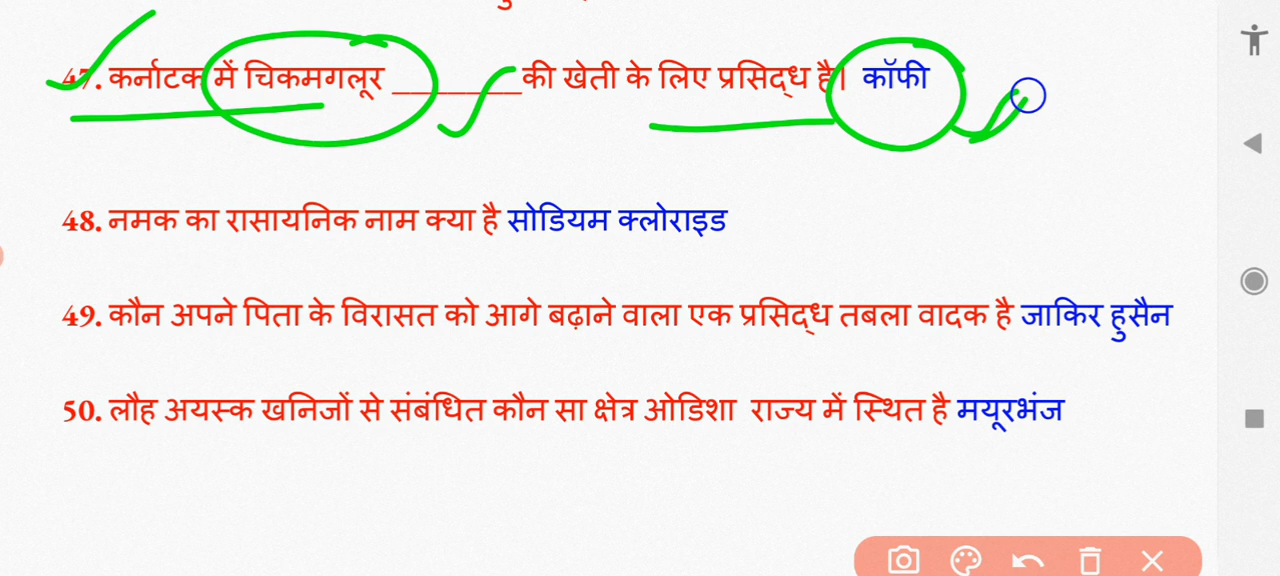 47. कर्नाटक में चिकमगलूर _______की खेती के लिए प्रसिद्ध है। कॉफी
48. नमक का रासायनिक नाम क्या है सोडियम क्लोराइड
49. कौन अपने पिता के विरासत को आगे बढ़ाने वाला एक प्रसिद्ध तबला वादक है जाकिर हुसैन
50. लौह अयस्क खनिजों से संबंधित कौन सा क्षेत्र ओडिशा राज्य में स्थित है मयूरभंज